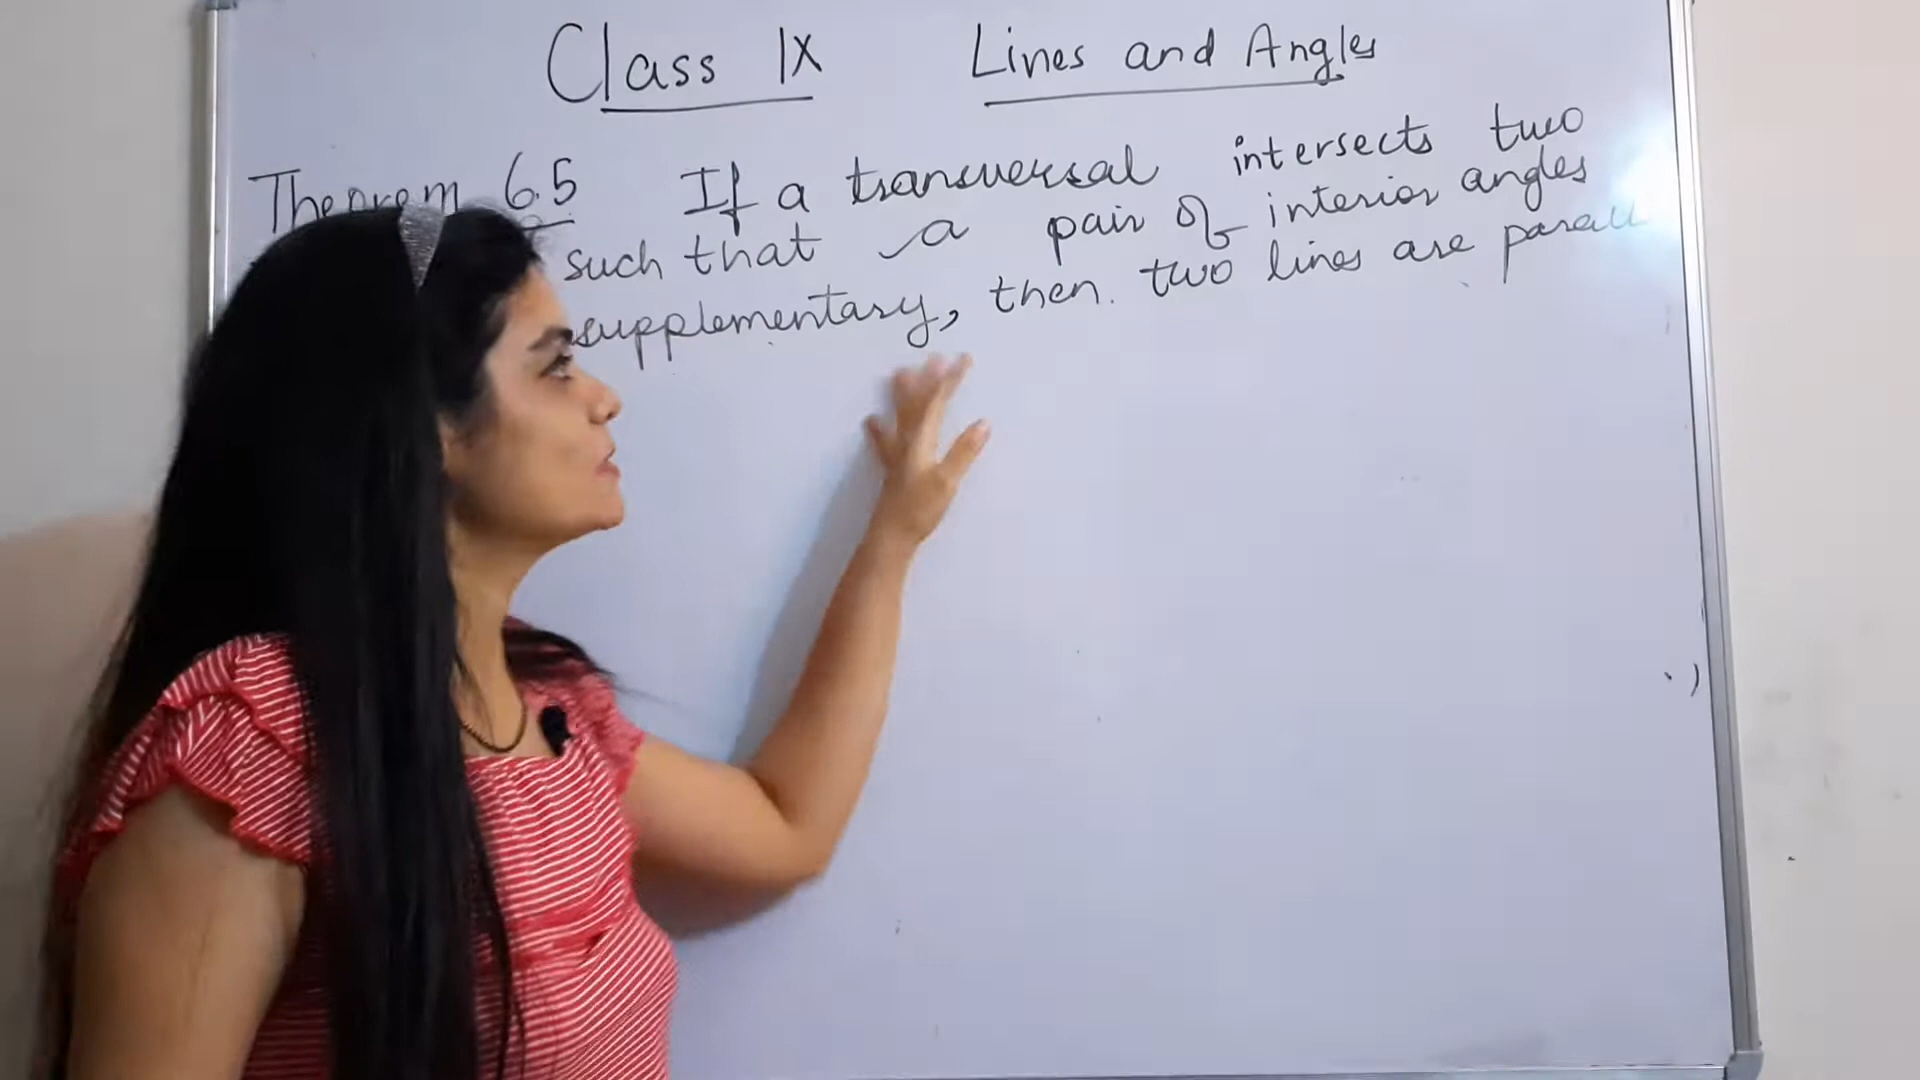 Class IX Lines and Angles
Theorem 6.5 If a transversal intersects two
such that a pair of interior angles
supplementary, then two lines are parall